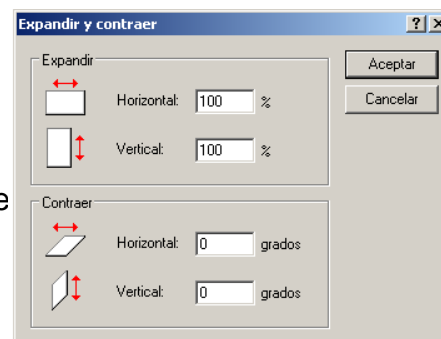 Expandir y contraer
Expandir
Horizontal: 100 %
Vertical: 100 %
Aceptar
Cancelar
e
Contraer
Horizontal: 0 grados
Vertical: 0 grados